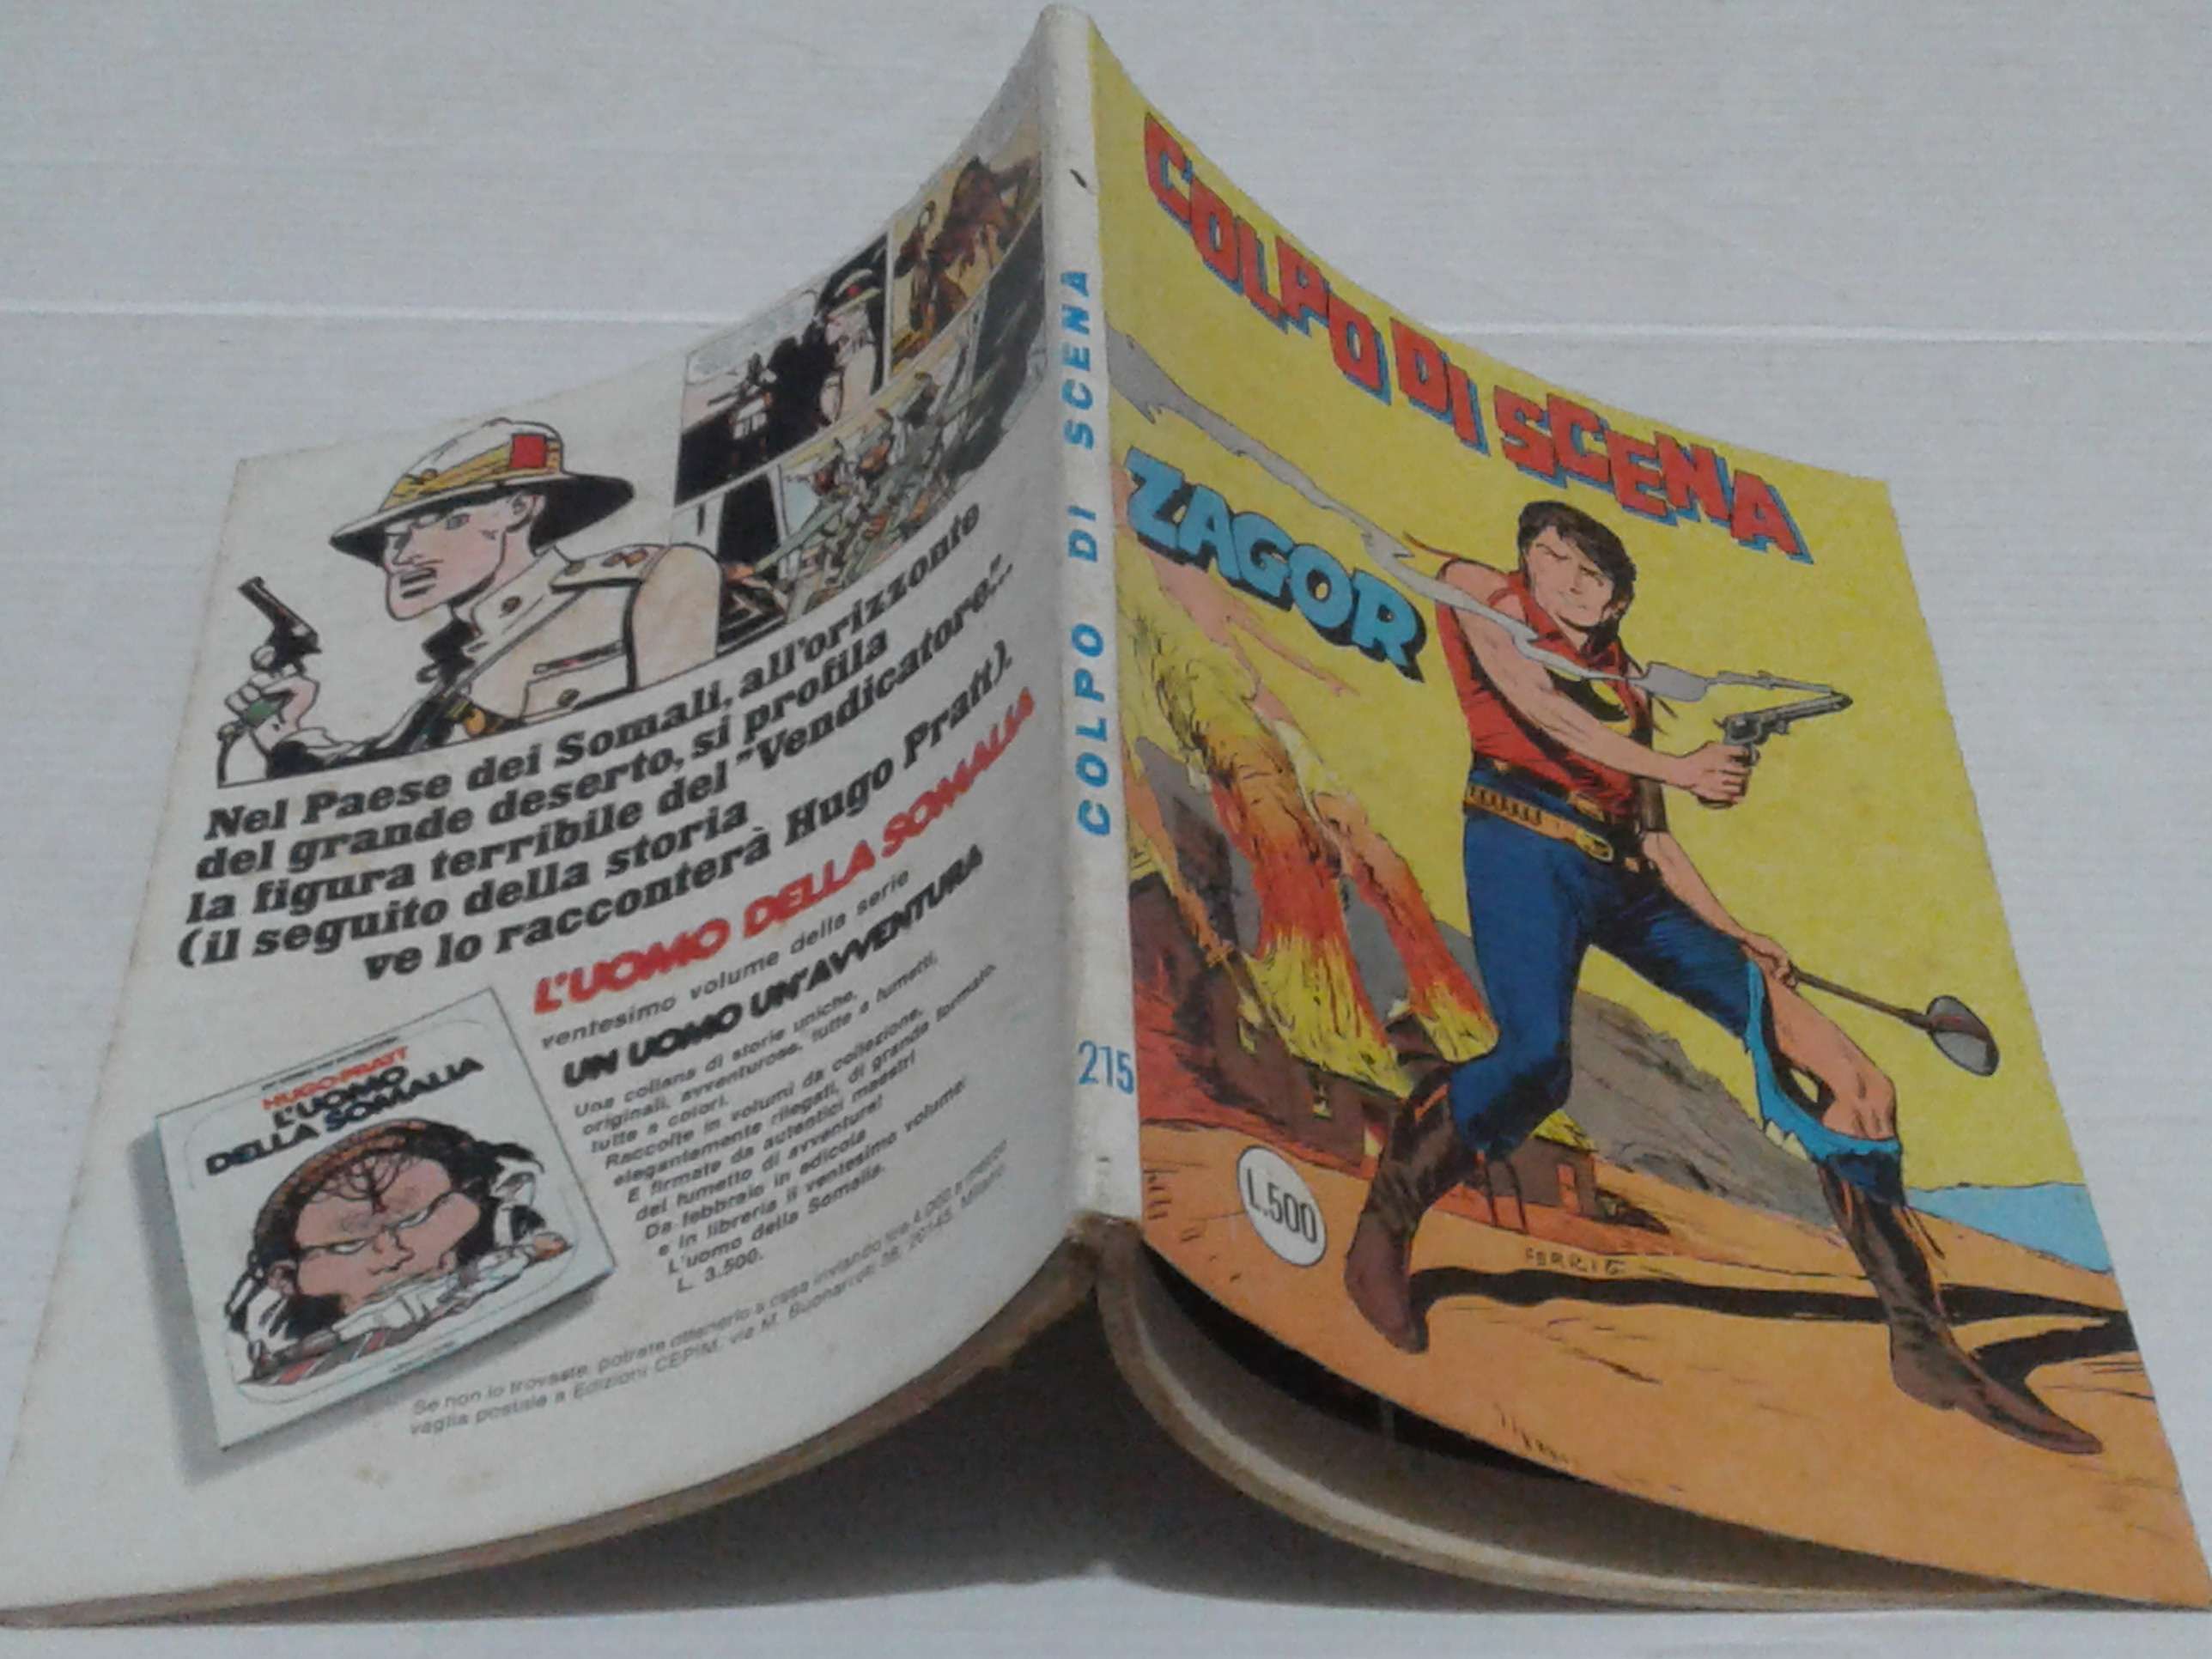 Nel Paese dei Somali, all'orizzonte
del grande deserto, si profila
la figura terribile del "Vendicatore"...
(il seguito della storia
ve lo racconterà Hugo Pratt).
L'UOMO DELLA SOMALIA
ventesimo volume della serie
UN UOMO UN'AVVENTURA
Una collana di storie uniche,
originali, avventurose, tutte a fumetti,
tutte a colori.
Raccolte in volumi da collezione,
elegantemente rilegati, di grande formato.
E firmate da autentici maestri
del fumetto di avventura!
Da febbraio in edicola
e in libreria il ventesimo volume:
L'uomo della Somalia.
L. 3.500.
HUGO PRATT
L'UOMO
DELLA SOMALIA
Se non lo trovaste, potrete ottenerlo a casa inviando lire 4.000 a mezzo
vaglia postale a Edizioni CEPIM, via M. Buonarroti 38, 20145, Milano
COLPO DI SCENA
215
COLPO DI SCENA
ZAGOR
L.500
FERRI G